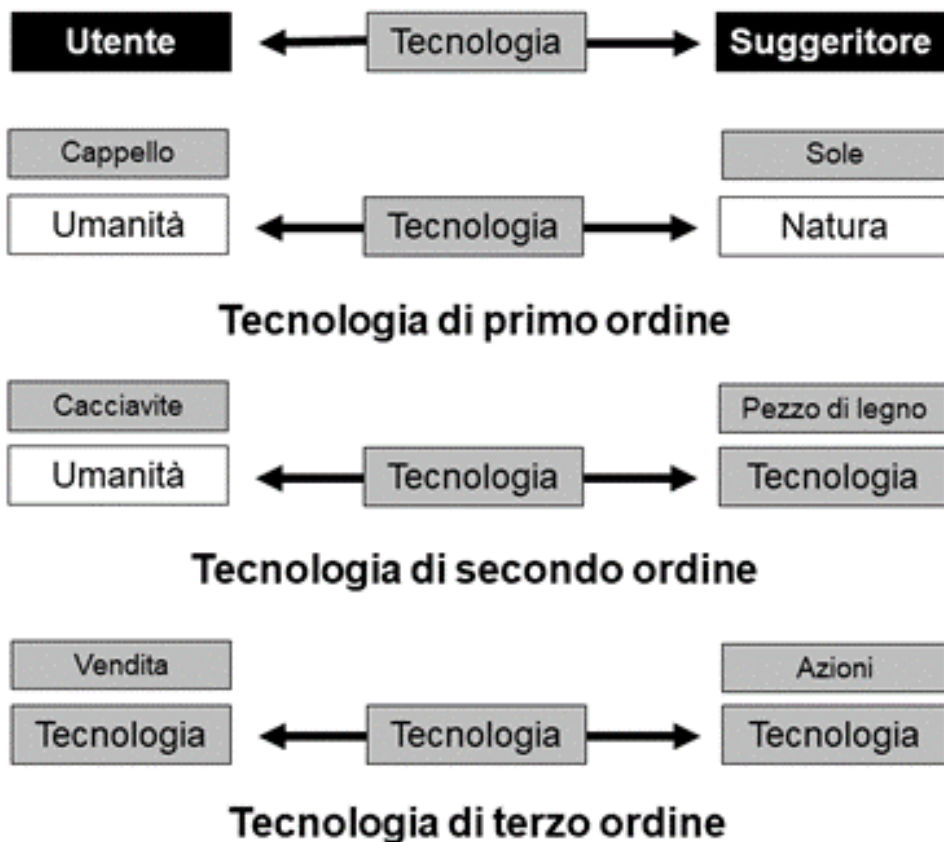 Utente Tecnologia Suggeritore
Cappello Sole
Umanità Tecnologia Natura
Tecnologia di primo ordine
Cacciavite Pezzo di legno
Umanità Tecnologia Tecnologia
Tecnologia di secondo ordine
Vendita Azioni
Tecnologia Tecnologia Tecnologia
Tecnologia di terzo ordine